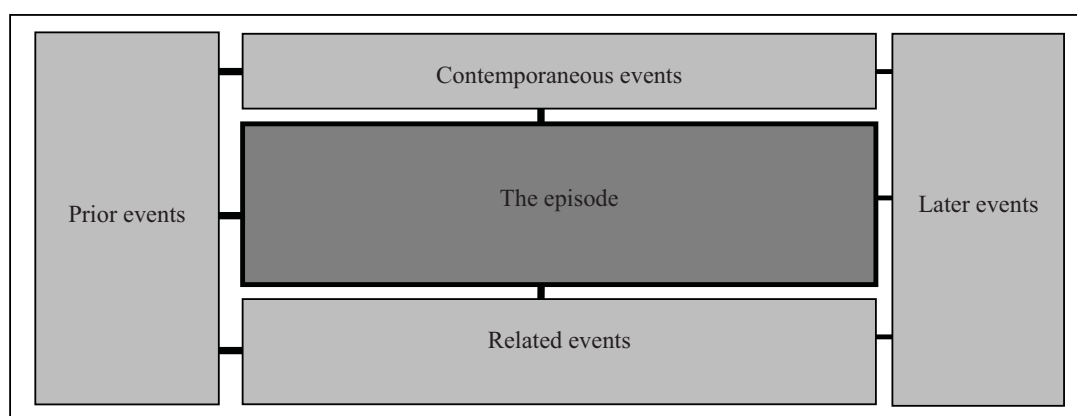 Contemporaneous events
The episode
Prior events
Later events
Related events